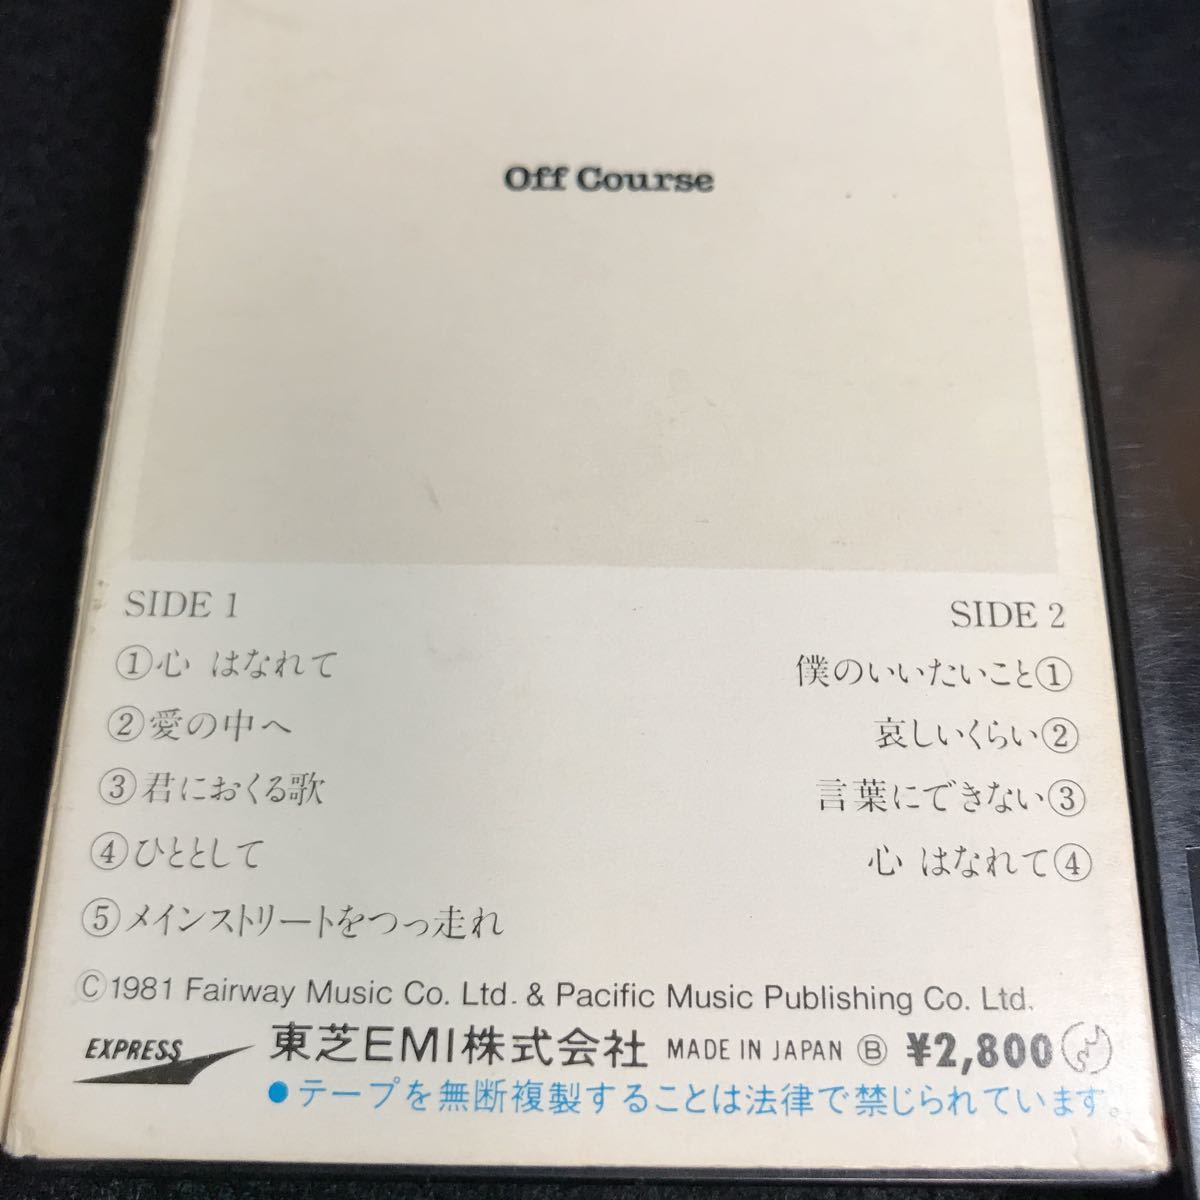 Off Course
SIDE 1
①心 はなれて
②愛の中へ
③君におくる歌
④ひととして
⑤メインストリートをつっ走れ
SIDE 2
僕のいいたいこと①
哀しいくらい②
言葉にできない③
心 はなれて④
©1981 Fairway Music Co. Ltd. & Pacific Music Publishing Co. Ltd.
EXPRESS 東芝EMI株式会社 MADE IN JAPAN Ⓑ ¥2,800
●テープを無断複製することは法律で禁じられています。